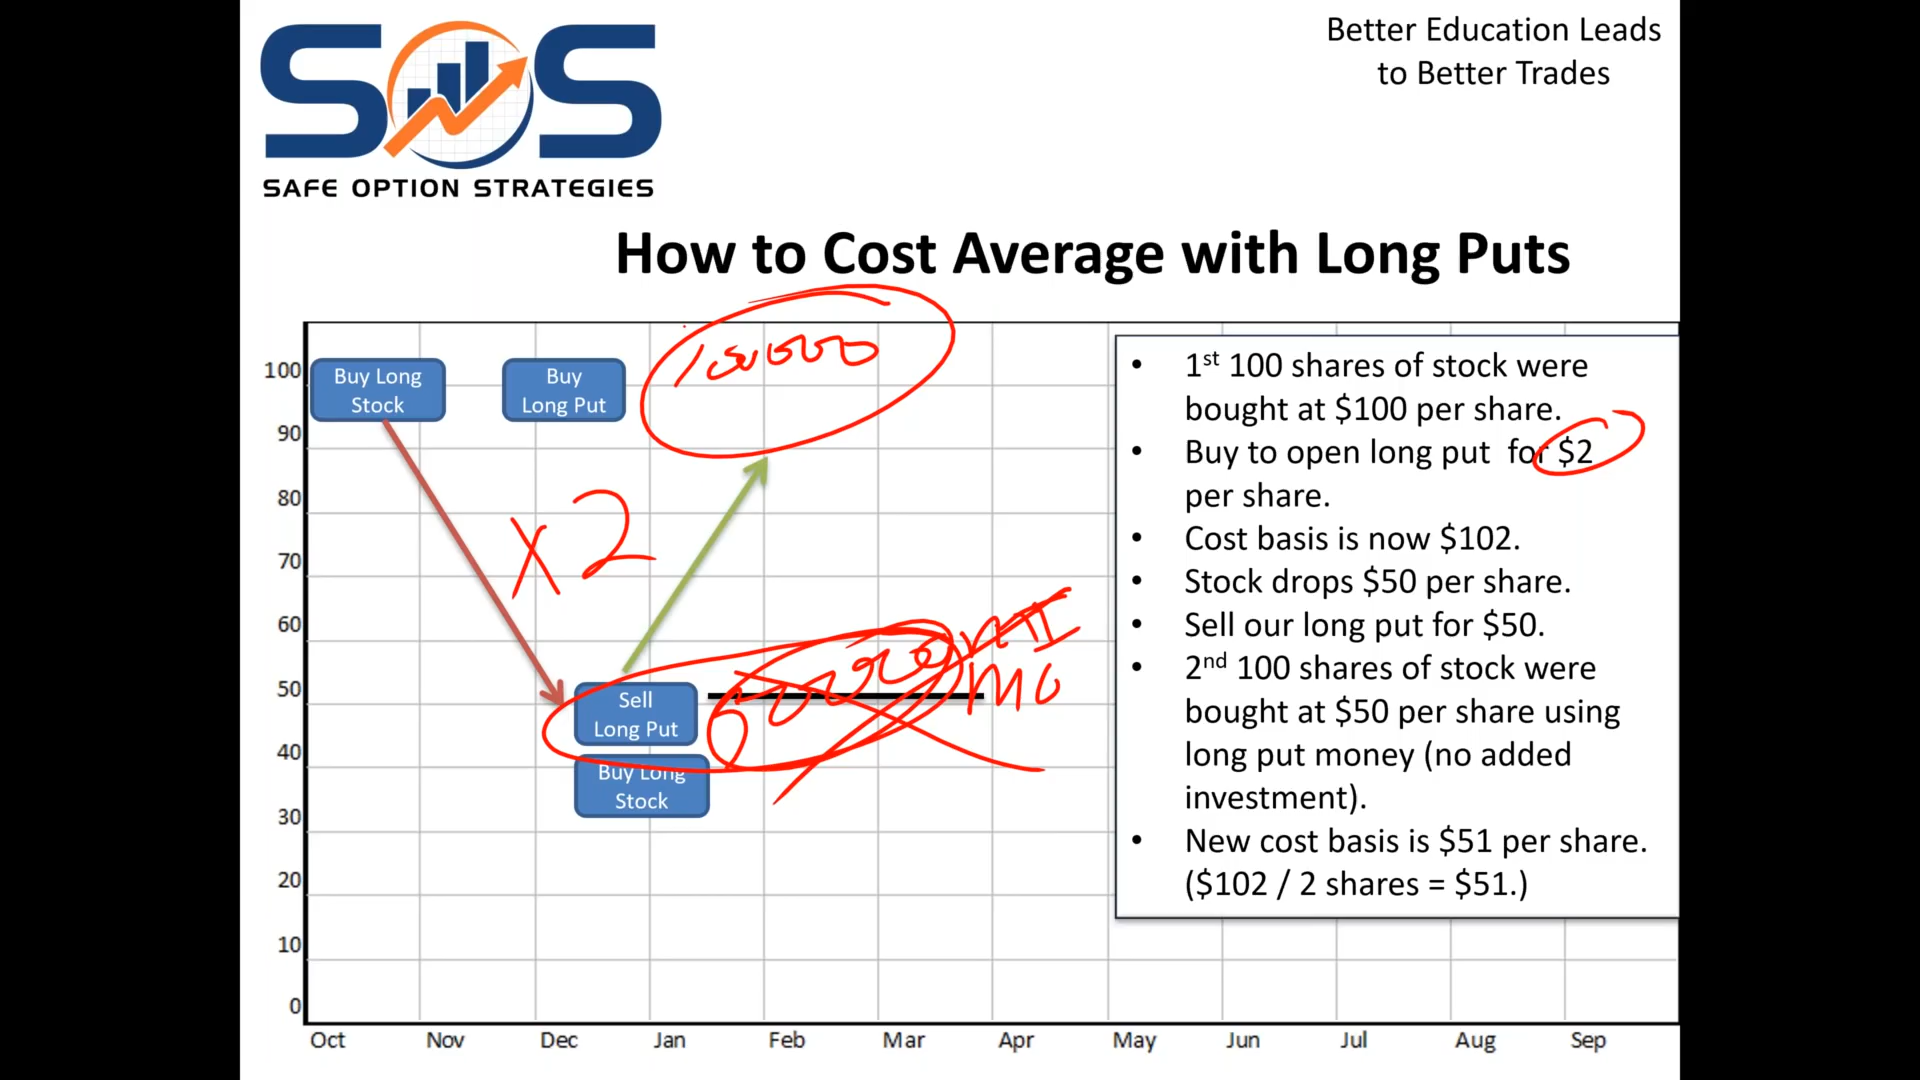 SOS
SAFE OPTION STRATEGIES
Better Education Leads
to Better Trades
How to Cost Average with Long Puts
100
90
80
70
60
50
40
30
20
10
0
Buy Long
Stock
Buy
Long Put
100000
X2
Sell
Long Put
Buy Long
Stock
• 1st 100 shares of stock were
bought at $100 per share.
• Buy to open long put for $2
per share.
• Cost basis is now $102.
• Stock drops $50 per share.
• Sell our long put for $50.
• 2nd 100 shares of stock were
bought at $50 per share using
long put money (no added
investment).
• New cost basis is $51 per share.
($102 / 2 shares = $51.)
Oct Nov Dec Jan Feb Mar Apr May Jun Jul Aug Sep